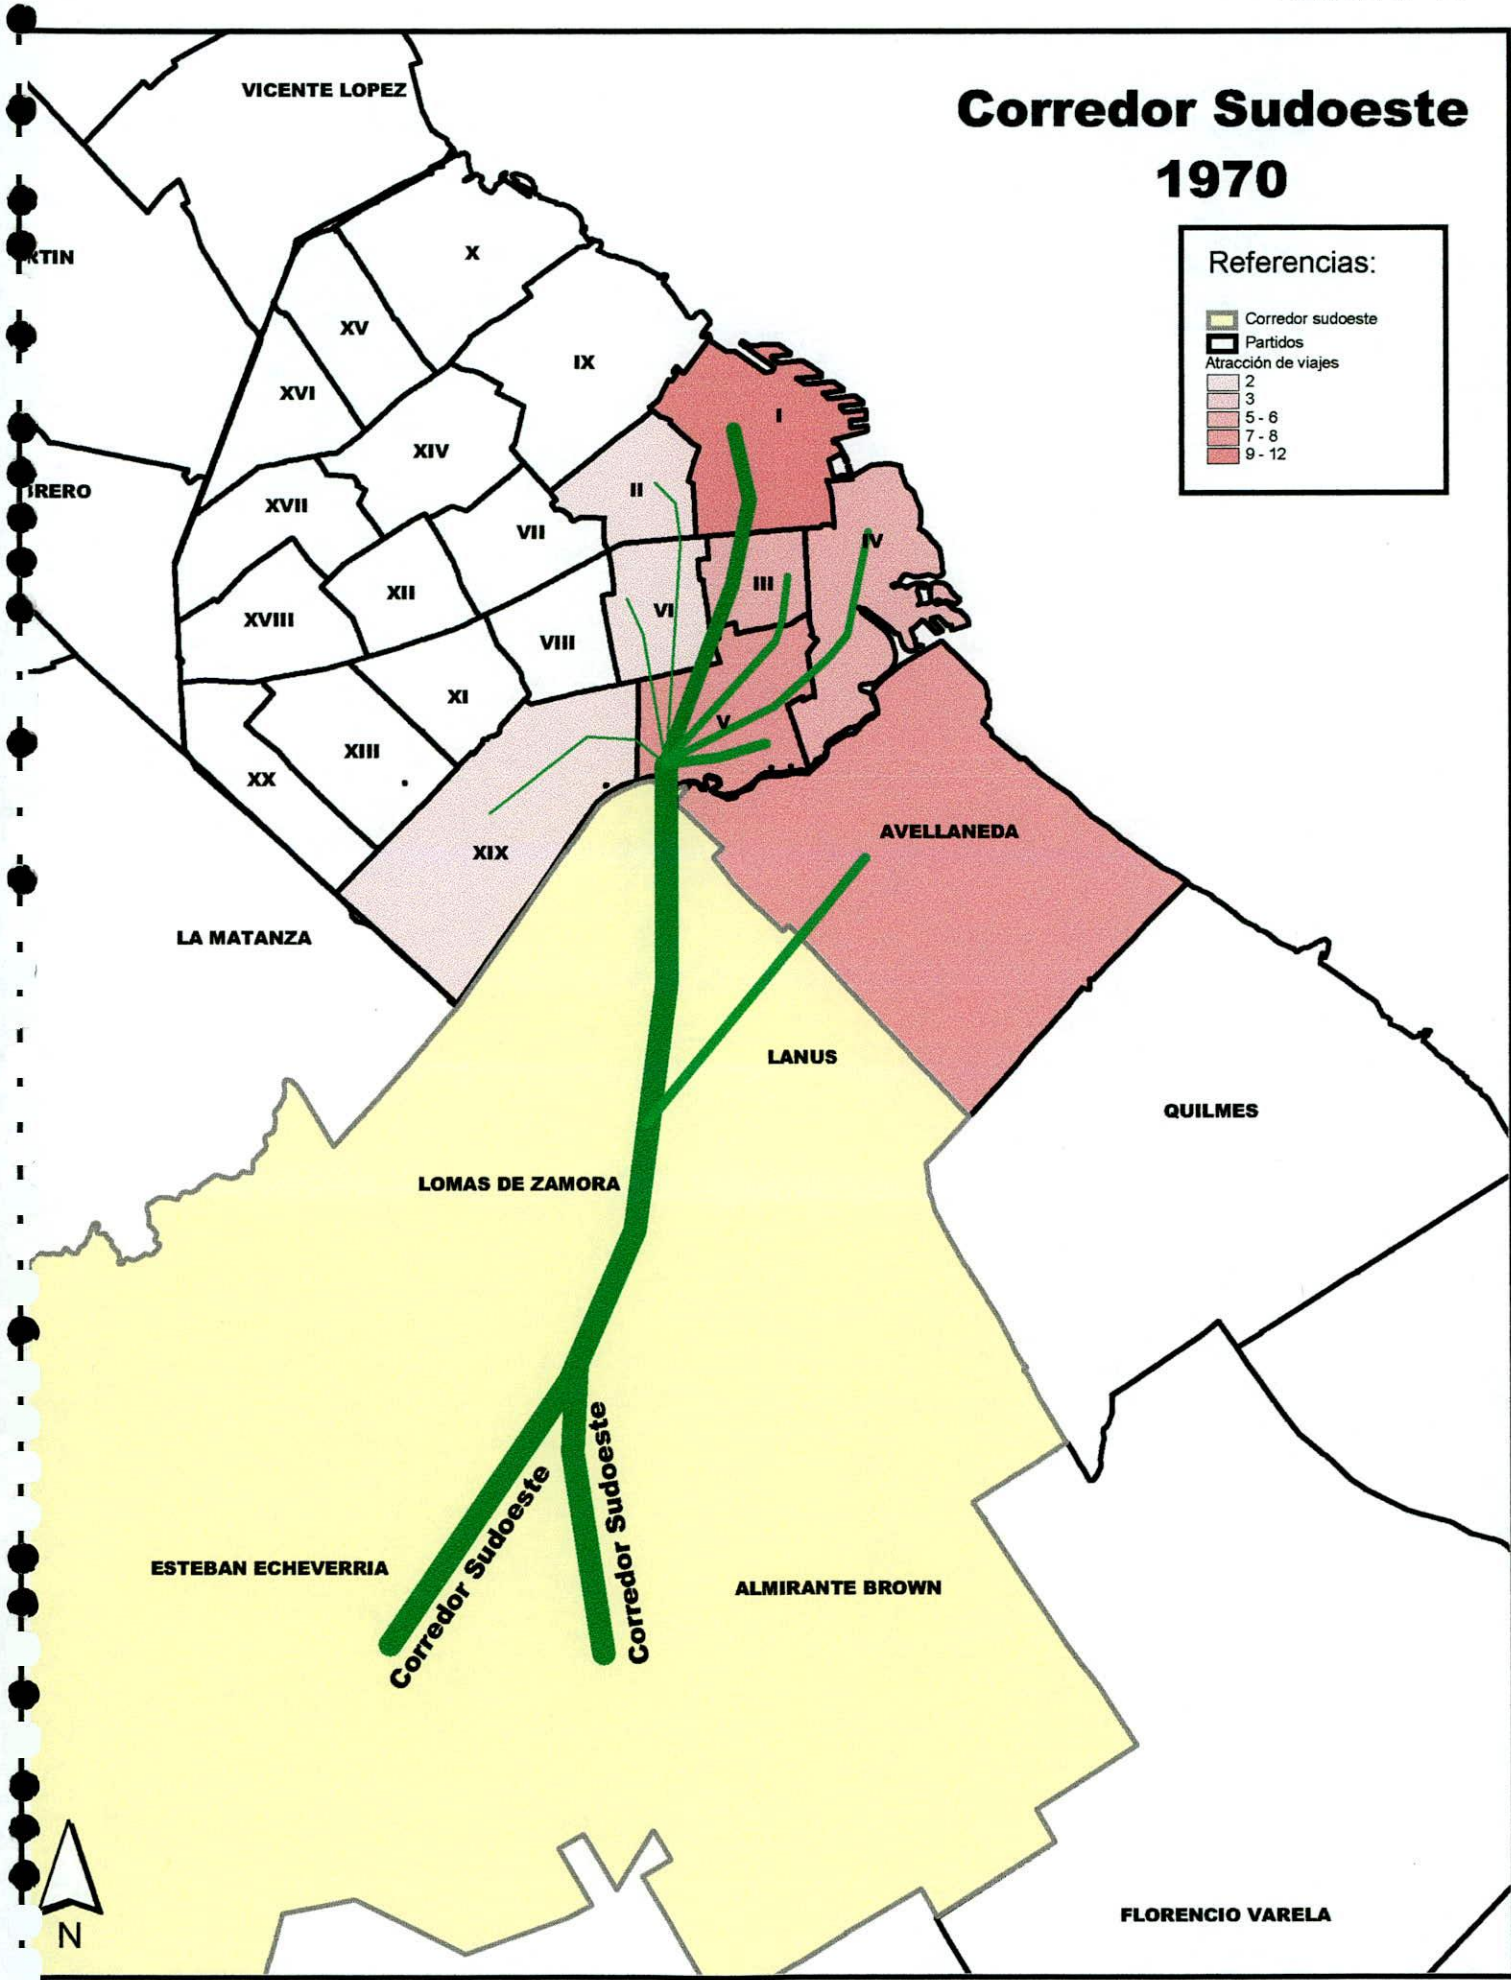 Corredor Sudoeste
1970
Referencias:
Corredor sudoeste
Partidos
Atracción de viajes
2
3
5 - 6
7 - 8
9 - 12
VICENTE LOPEZ
RTIN
X
XV
IX
XVI
I
XIV
II
RERO
XVII
VII
IV
III
XII
VI
XVIII
VIII
XI
V
XIII
XX
AVELLANEDA
XIX
LA MATANZA
LANUS
QUILMES
LOMAS DE ZAMORA
Corredor Sudoeste
Corredor Sudoeste
ESTEBAN ECHEVERRIA
ALMIRANTE BROWN
FLORENCIO VARELA
N